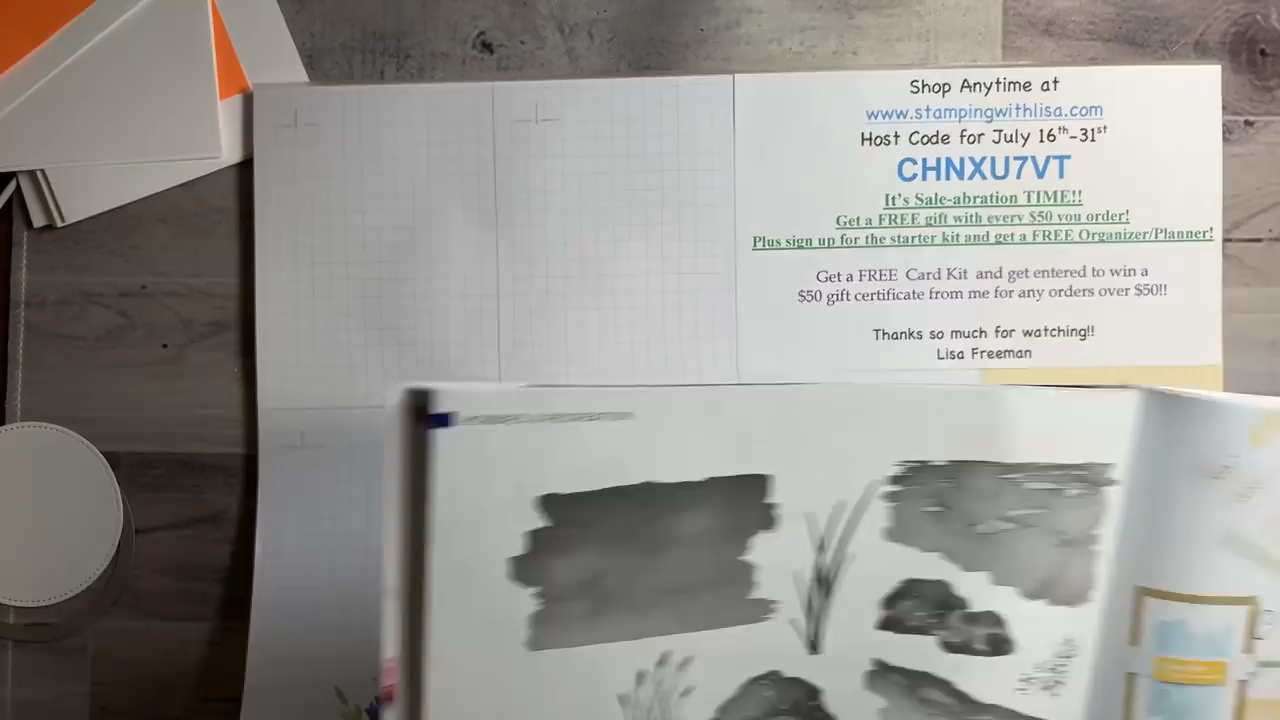 Shop Anytime at
www.stampingwithlisa.com
Host Code for July 16th-31st
CHNXU7VT
It's Sale-abration TIME!!
Get a FREE gift with every $50 you order!
Plus sign up for the starter kit and get a FREE Organizer/Planner!
Get a FREE Card Kit and get entered to win a
$50 gift certificate from me for any orders over $50!!
Thanks so much for watching!!
Lisa Freeman